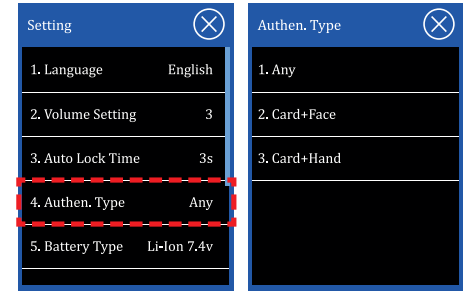 Setting
1. Language English
2. Volume Setting 3
3. Auto Lock Time 3s
4. Authen. Type Any
5. Battery Type Li-Ion 7.4v
Authen. Type
1. Any
2. Card+Face
3. Card+Hand